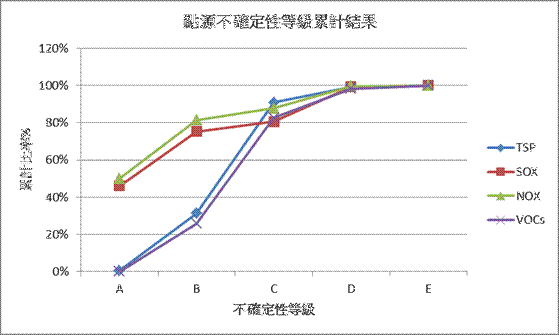 點源不確定性等級累計結果
120%
100%
80%
60%
40%
20%
0%
累計比率%
A B C D E
不確定性等級
TSP
SOX
NOX
VOCs